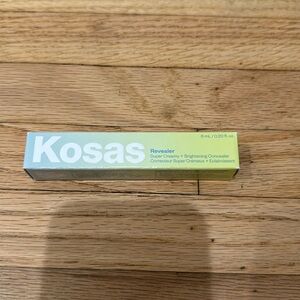 6 mL / 0.20 fl. oz.
Kosas
Revealer
Super Creamy + Brightening Concealer
Correcteur Super Crémeux + Éclaircissant